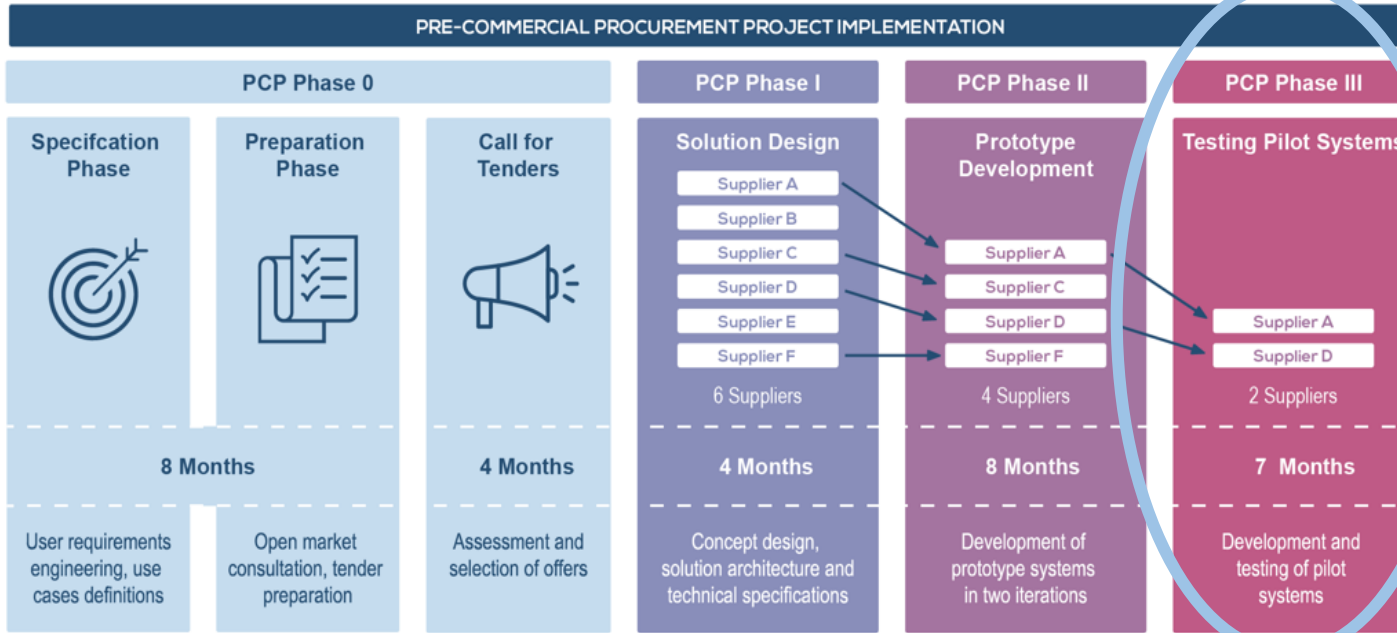 PRE-COMMERCIAL PROCUREMENT PROJECT IMPLEMENTATION
PCP Phase 0
PCP Phase I
PCP Phase II
PCP Phase III
Specifcation
Phase
Preparation
Phase
Call for
Tenders
Solution Design
Supplier A
Supplier B
Supplier C
Supplier D
Supplier E
Supplier F
6 Suppliers
Prototype
Development
Supplier A
Supplier C
Supplier D
Supplier F
4 Suppliers
Testing Pilot Systems
Supplier A
Supplier D
2 Suppliers
8 Months
4 Months
4 Months
8 Months
7 Months
User requirements
engineering, use
cases definitions
Open market
consultation, tender
preparation
Assessment and
selection of offers
Concept design,
solution architecture and
technical specifications
Development of
prototype systems
in two iterations
Development and
testing of pilot
systems